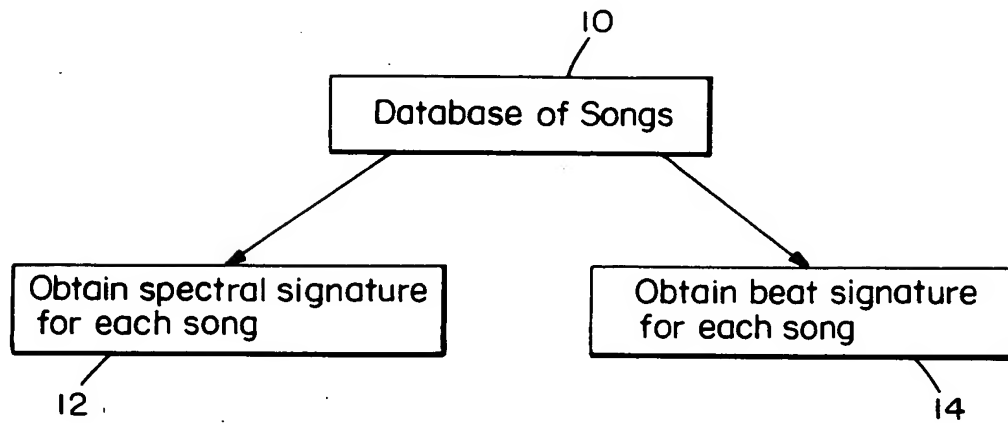 10
Database of Songs
Obtain spectral signature
for each song
Obtain beat signature
for each song
12
14